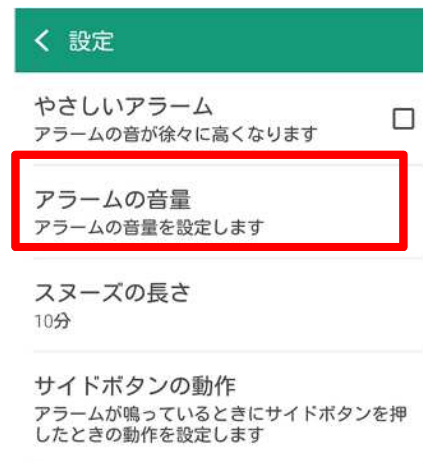 設定
やさしいアラーム
アラームの音が徐々に高くなります
アラームの音量
アラームの音量を設定します
スヌーズの長さ
10分
サイドボタンの動作
アラームが鳴っているときにサイドボタンを押
したときの動作を設定します